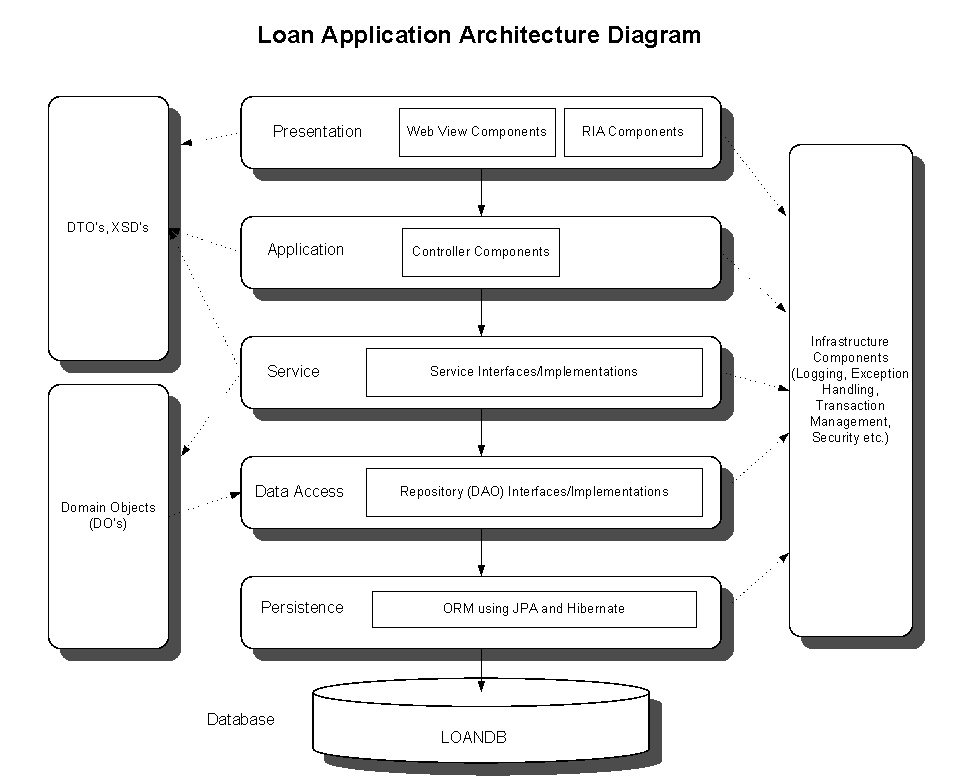 Loan Application Architecture Diagram
Presentation
Web View Components
RIA Components
DTO's, XSD's
Application
Controller Components
Service
Service Interfaces/Implementations
Infrastructure
Components
(Logging, Exception
Handling,
Transaction
Management,
Security etc.)
Data Access
Repository (DAO) Interfaces/Implementations
Domain Objects
(DO's)
Persistence
ORM using JPA and Hibernate
Database
LOANDB